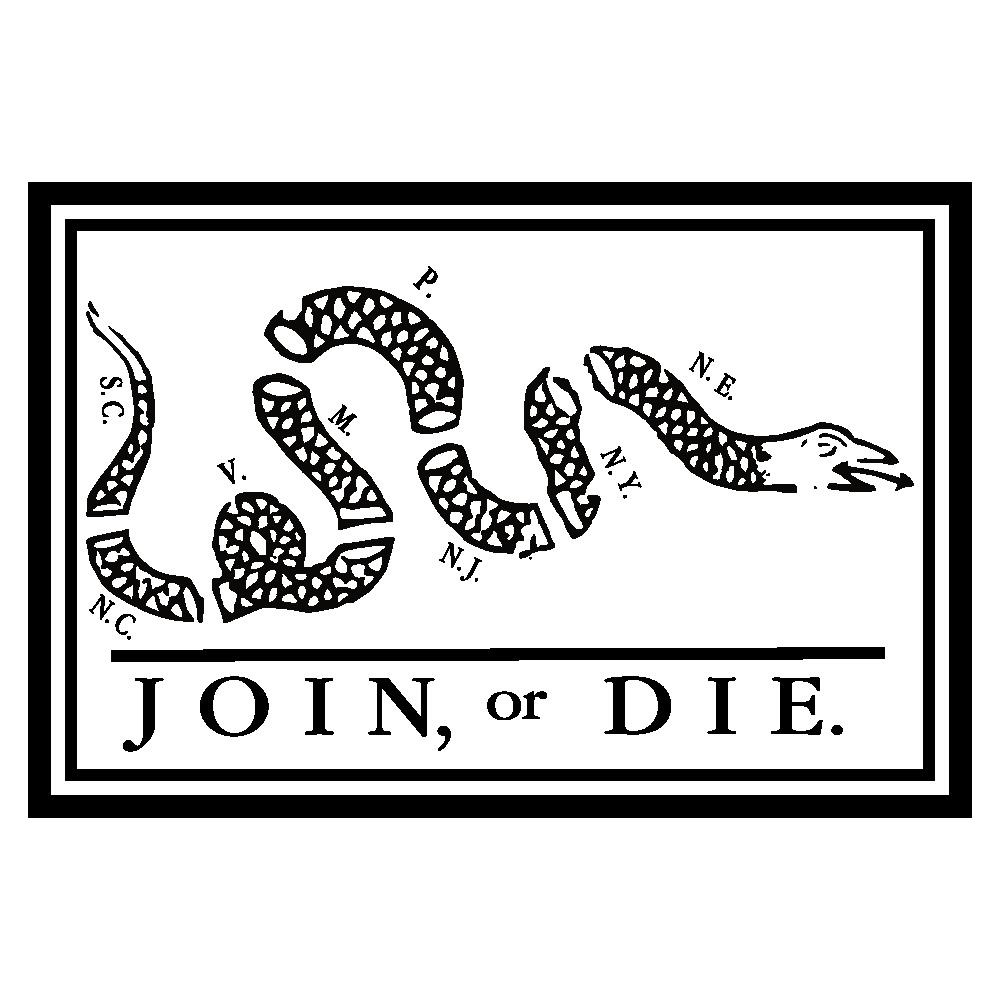 P.
N. E.
S. C.
M.
V.
N. Y.
N. J.
N. C.
JOIN, or DIE.